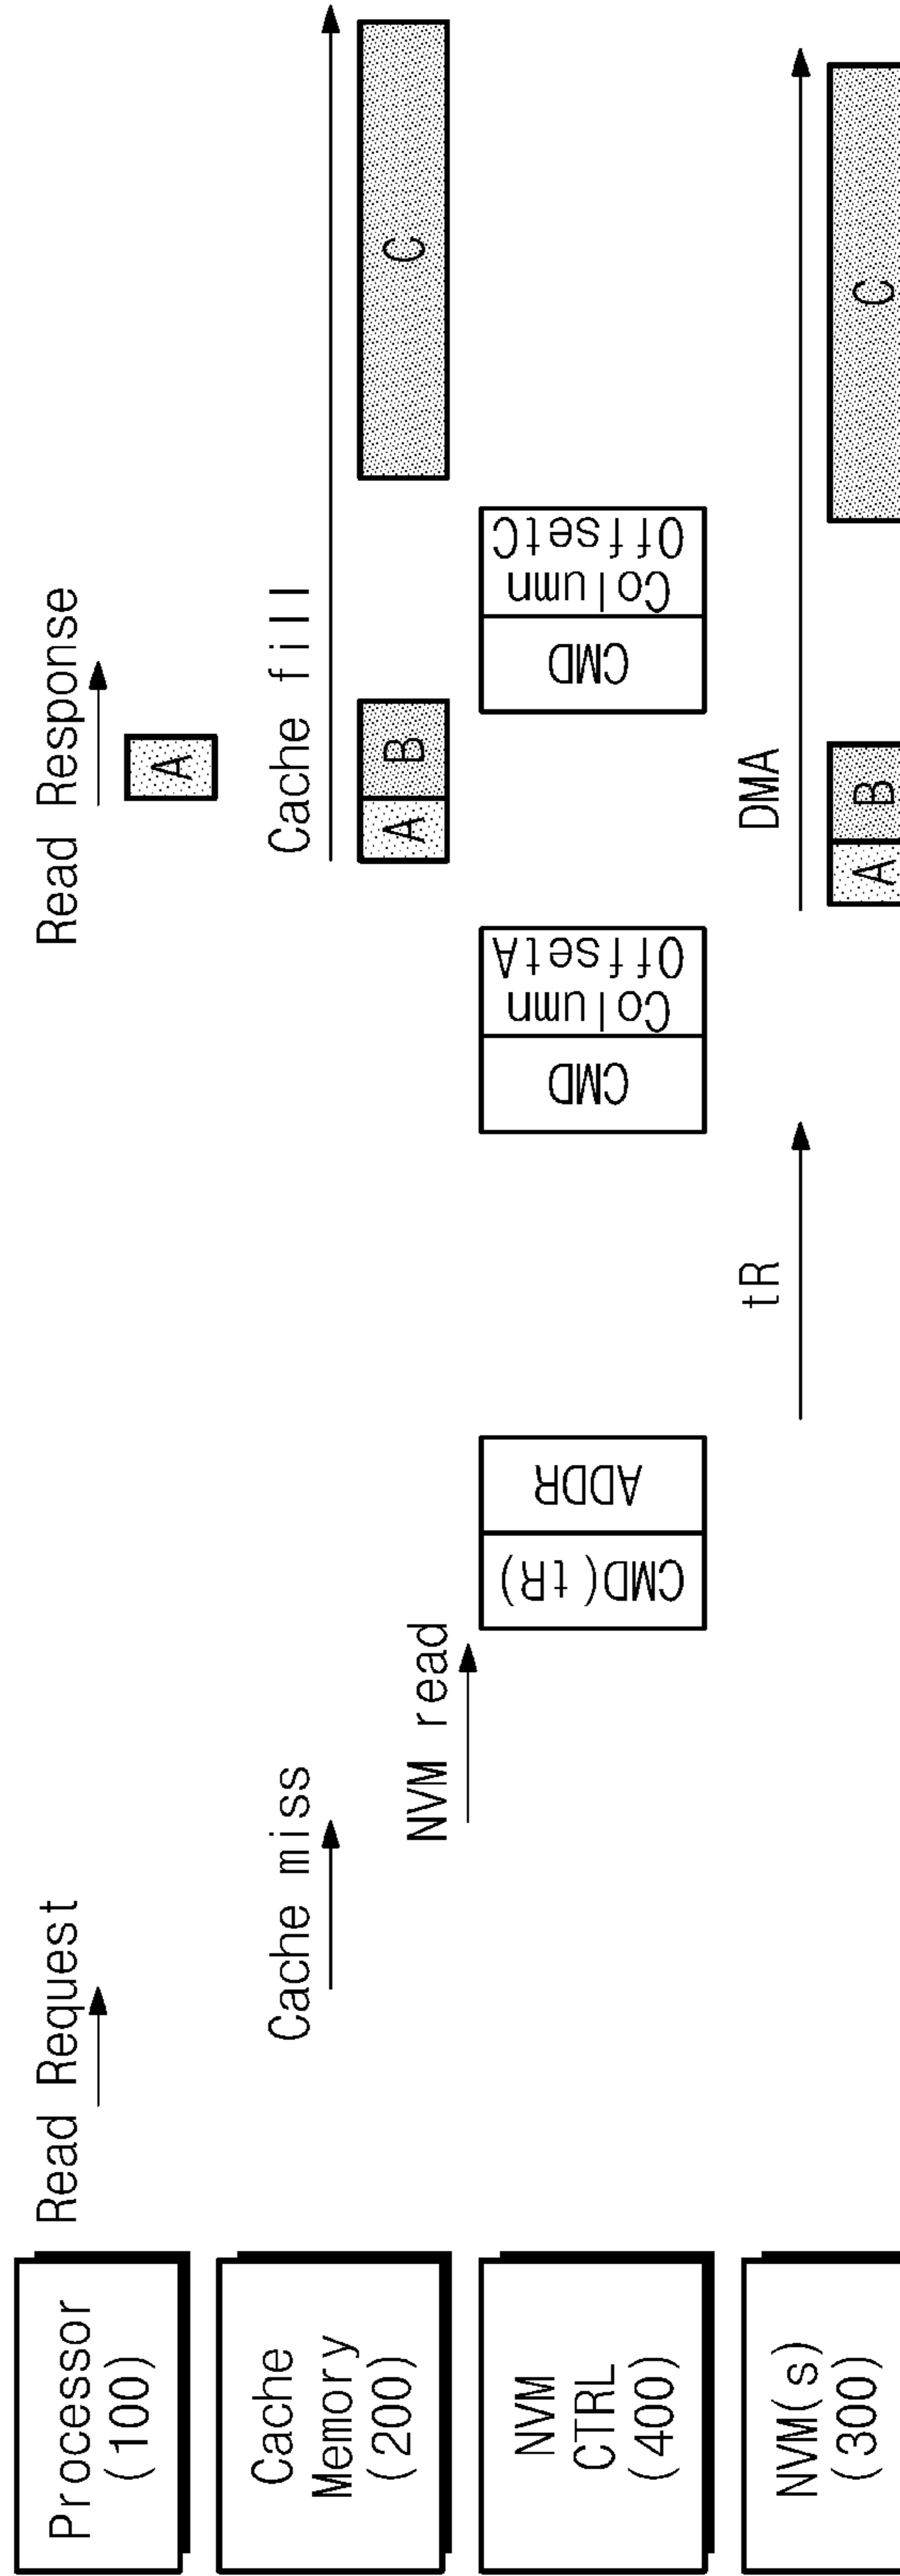 Processor
(100)
Read Request
Read Response
A
Cache
Memory
(200)
Cache miss
Cache fill
A
B
C
NVM
CTRL
(400)
NVM read
CMD(tR)
ADDR
CMD
Column
OffsetA
CMD
Column
OffsetC
NVM(s)
(300)
tR
DMA
A
B
C